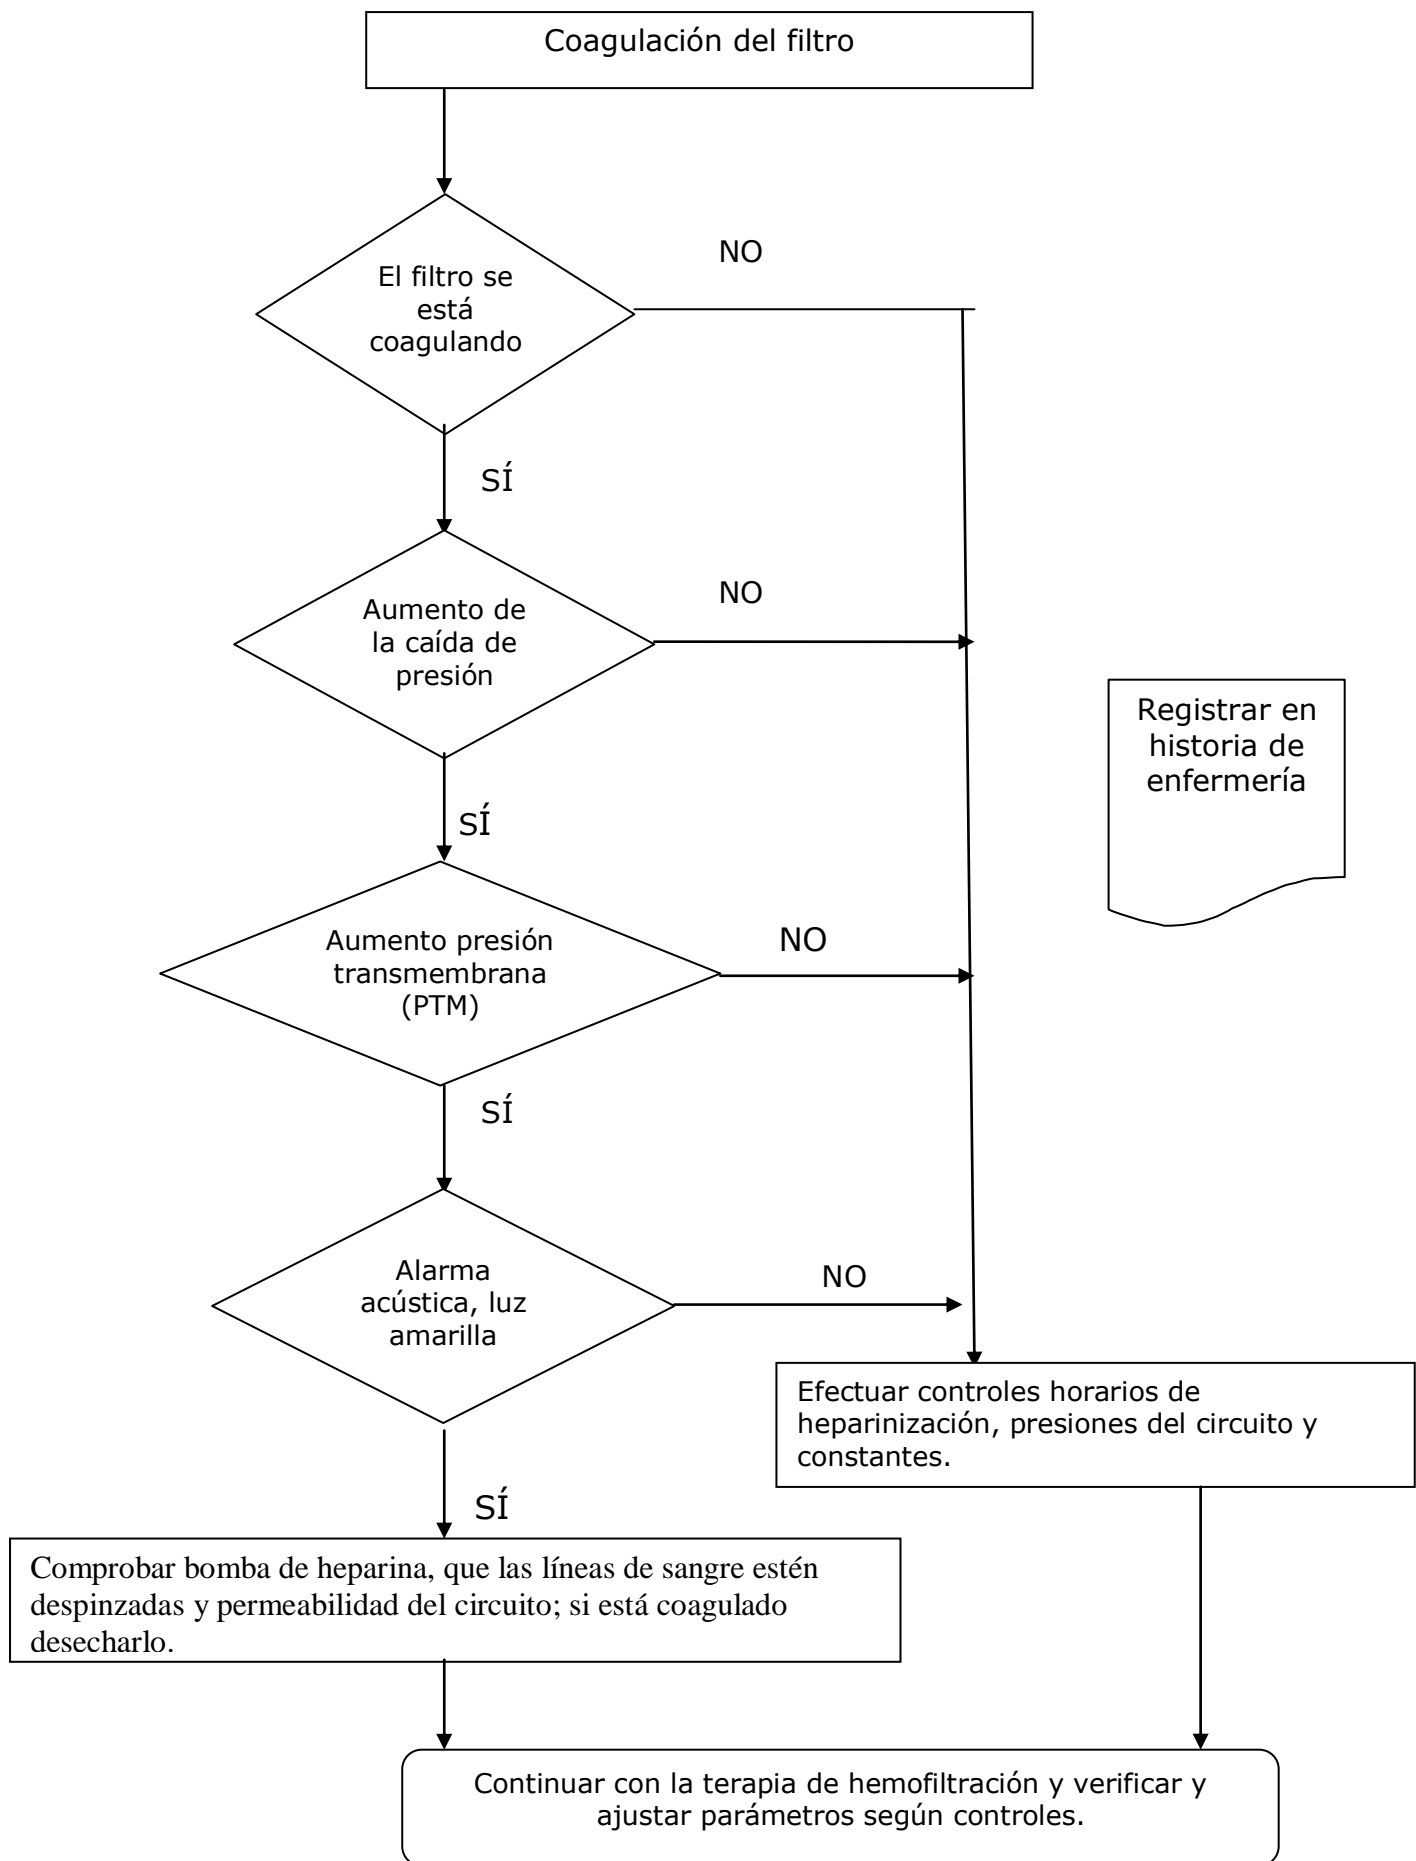 Coagulación del filtro
NO
El filtro se
está
coagulando
SÍ
NO
Aumento de
la caída de
presión
Registrar en
historia de
enfermería
SÍ
NO
Aumento presión
transmembrana
(PTM)
SÍ
NO
Alarma
acústica, luz
amarilla
Efectuar controles horarios de
heparinización, presiones del circuito y
constantes.
SÍ
Comprobar bomba de heparina, que las líneas de sangre estén
despinzadas y permeabilidad del circuito; si está coagulado
desecharlo.
Continuar con la terapia de hemofiltración y verificar y
ajustar parámetros según controles.